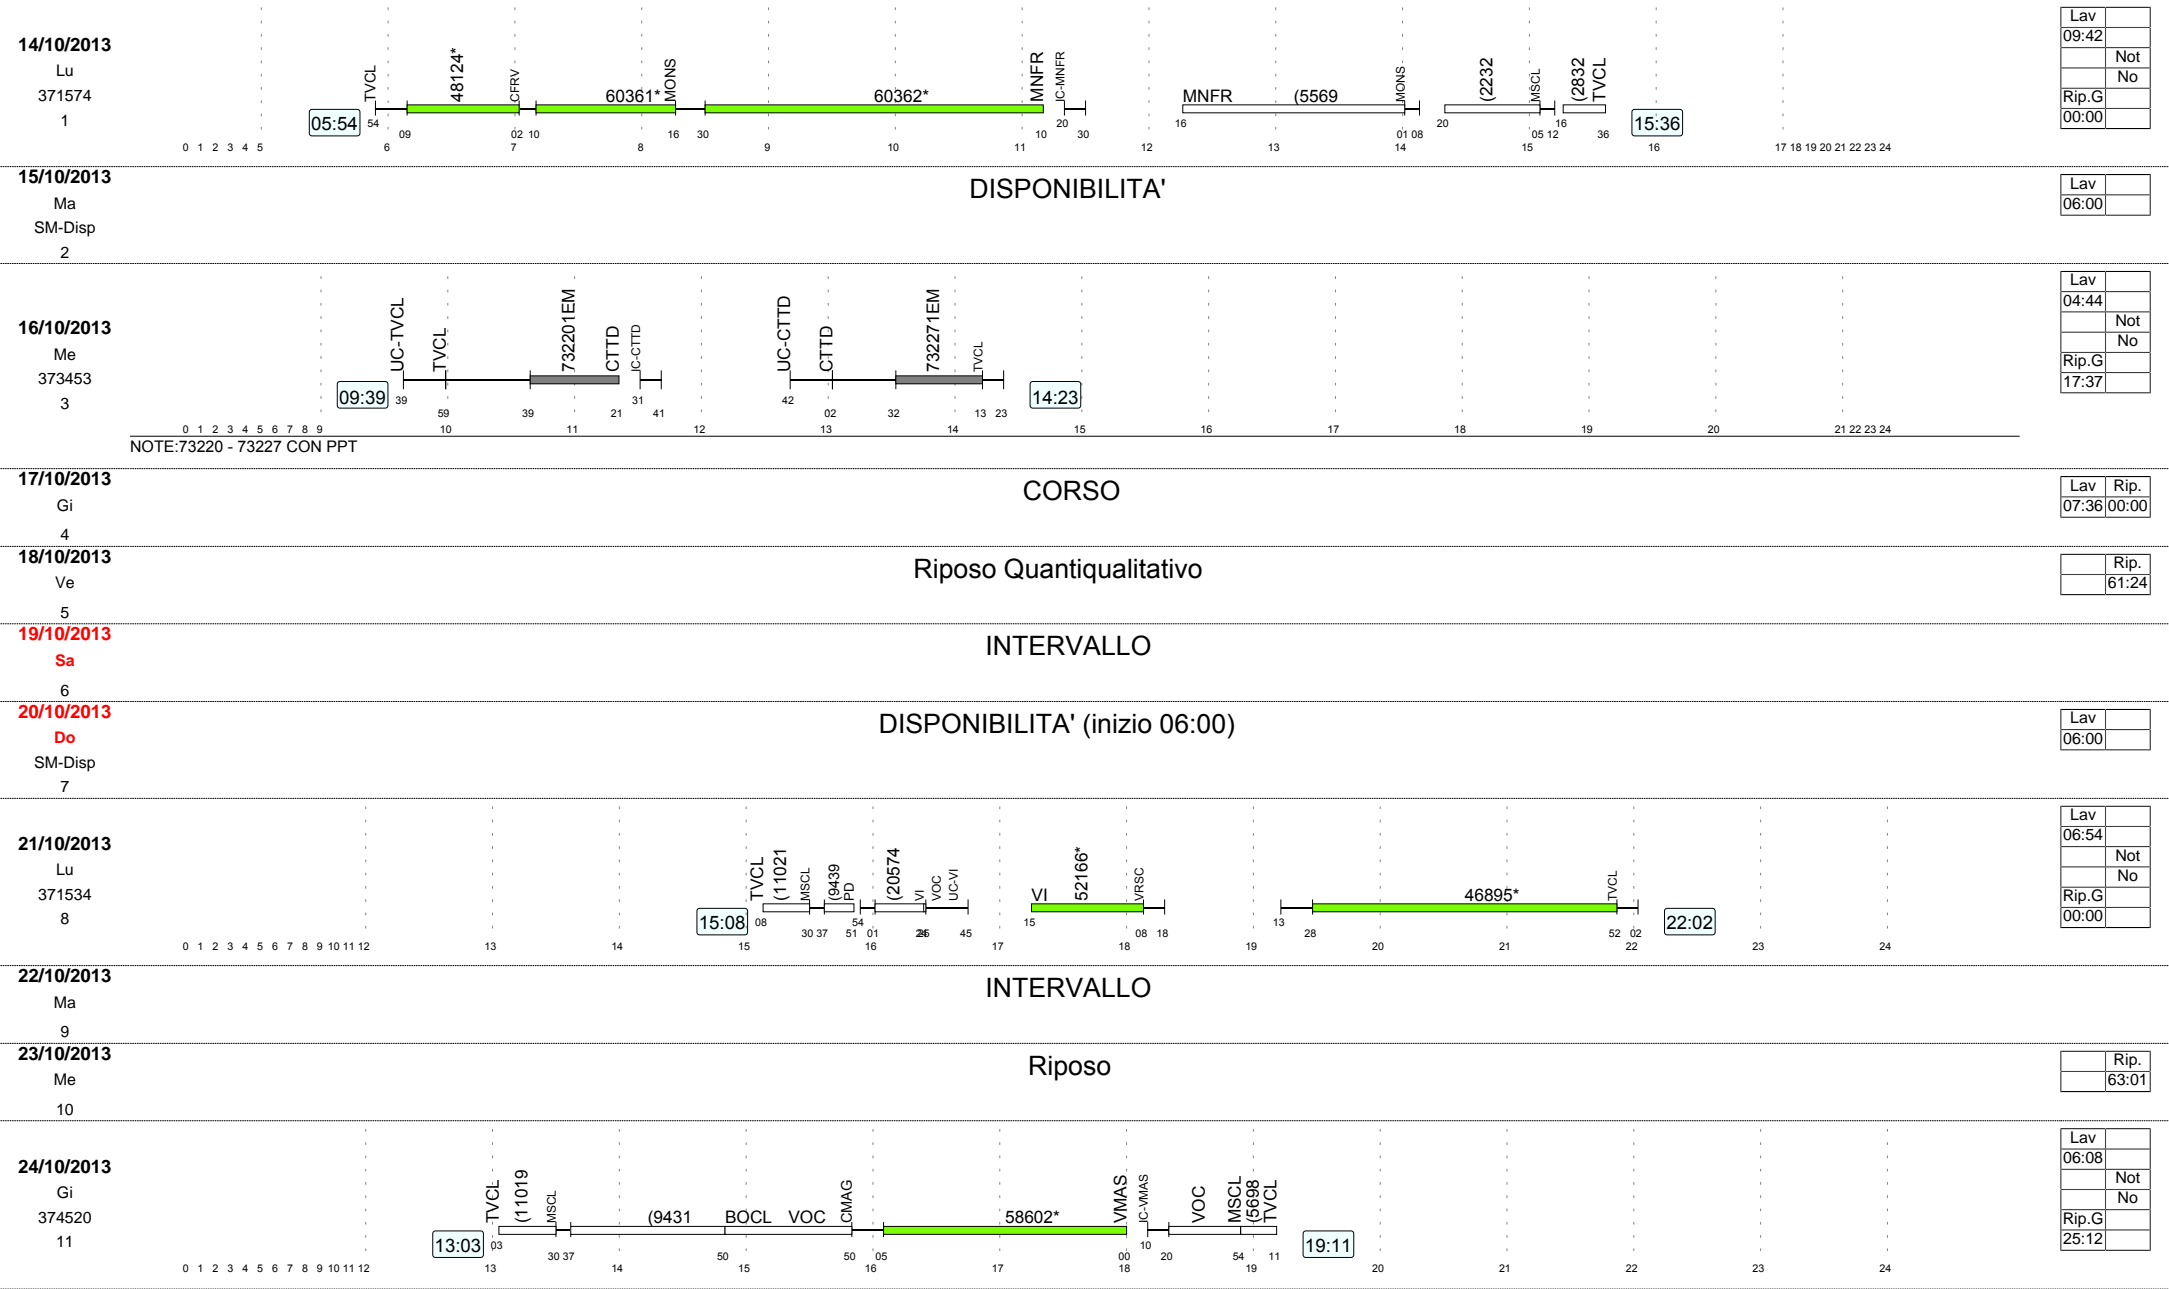 14/10/2013
Lu
371574
1
05:54
TVCL 48124* CFRV 60361* MONS 60362* MNFR IC-MNFR MNFR (5569 MONS (2232 MSCL (2832 TVCL
15:36
54 09 02 10 16 30 10 20 30 16 01 08 20 05 12 16 36
0 1 2 3 4 5 6 7 8 9 10 11 12 13 14 15 16 17 18 19 20 21 22 23 24
Lav
09:42
Not
No
Rip.G
00:00
15/10/2013
Ma
SM-Disp
2
DISPONIBILITA'
Lav
06:00
16/10/2013
Me
373453
3
09:39
UC-TVCL TVCL 732201EM CTTD IC-CTTD UC-CTTD CTTD 732271EM TVCL
14:23
39 59 39 21 31 41 42 02 32 13 23
0 1 2 3 4 5 6 7 8 9 10 11 12 13 14 15 16 17 18 19 20 21 22 23 24
NOTE:73220 - 73227 CON PPT
Lav
04:44
Not
No
Rip.G
17:37
17/10/2013
Gi
4
CORSO
Lav Rip.
07:36 00:00
18/10/2013
Ve
5
Riposo Quantiqualitativo
Rip.
61:24
19/10/2013
Sa
6
INTERVALLO
20/10/2013
Do
SM-Disp
7
DISPONIBILITA' (inizio 06:00)
Lav
06:00
21/10/2013
Lu
371534
8
15:08
TVCL (11021 MSCL (9439 PD (20574 VI VOC UC-VI VI 52166* VRSC 46895* TVCL
22:02
08 30 37 51 54 01 45 15 08 18 13 28 52 02
0 1 2 3 4 5 6 7 8 9 10 11 12 13 14 15 16 17 18 19 20 21 22 23 24
Lav
06:54
Not
No
Rip.G
00:00
22/10/2013
Ma
9
INTERVALLO
23/10/2013
Me
10
Riposo
Rip.
63:01
24/10/2013
Gi
374520
11
13:03
TVCL (11019 MSCL (9431 BOCL VOC CMAG 58602* VMAS IC-VMAS VOC MSCL (5698 TVCL
19:11
03 30 37 50 50 05 00 10 20 54 11
0 1 2 3 4 5 6 7 8 9 10 11 12 13 14 15 16 17 18 19 20 21 22 23 24
Lav
06:08
Not
No
Rip.G
25:12